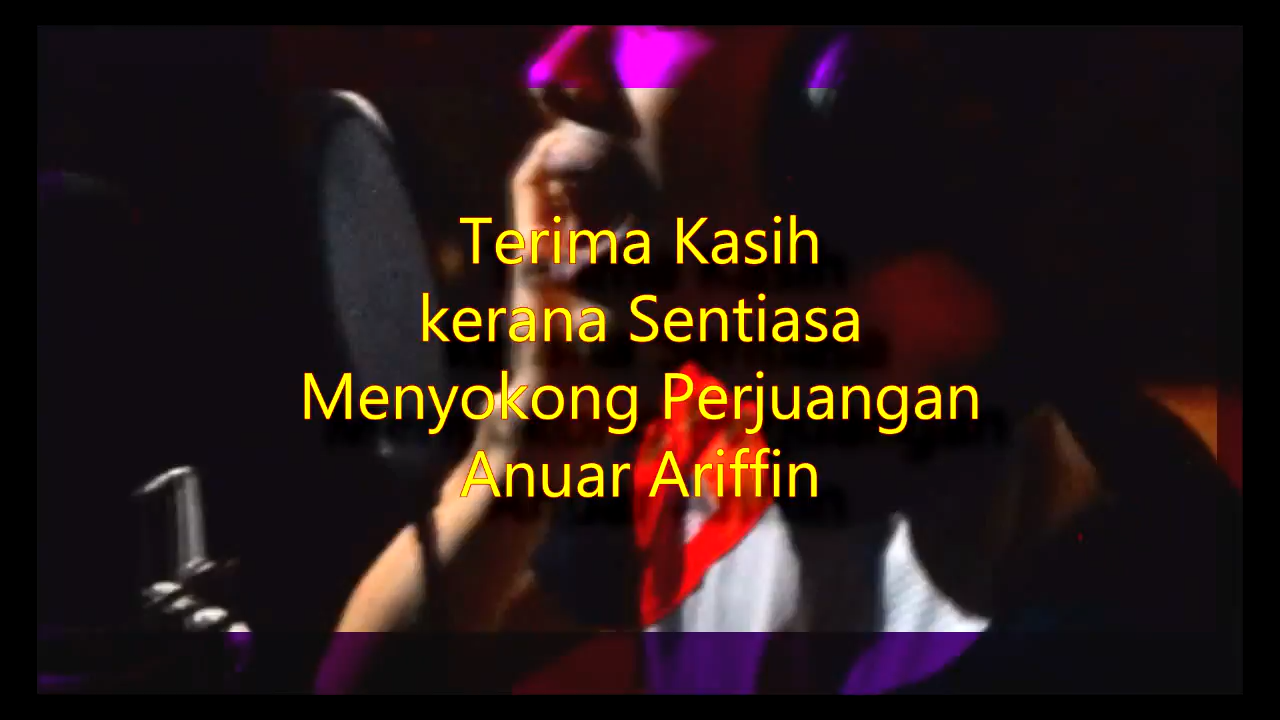 Terima Kasih
kerana Sentiasa
Menyokong Perjuangan
Anuar Ariffin